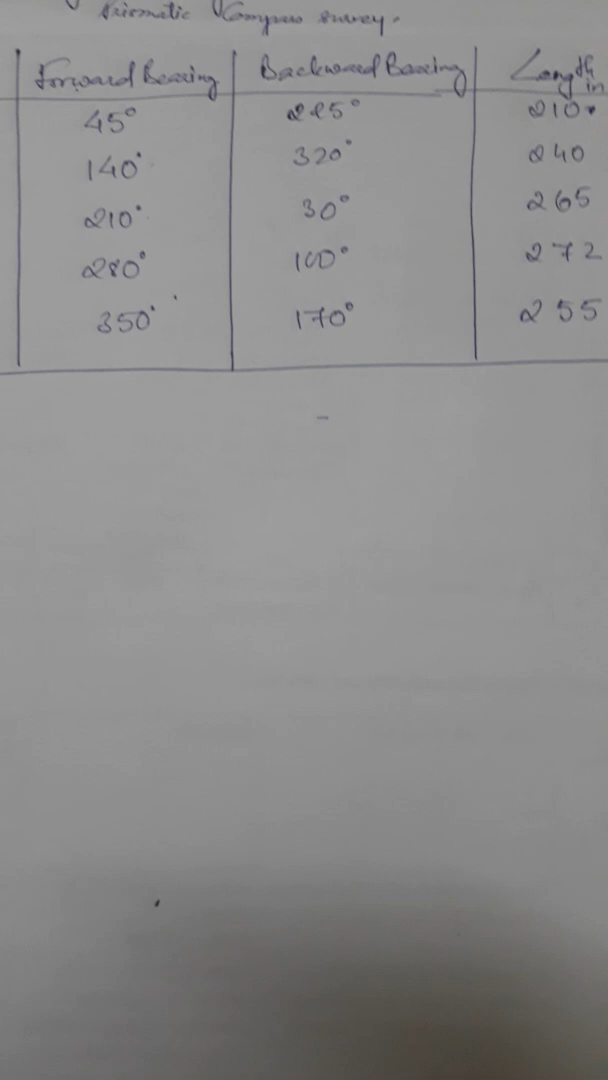 Prismatic Compass survey.
Forward Bearing Backward Bearing Length in
45° 225° 210.
140° 320° 240
210° 30° 265
280° 100° 272
350° 170° 255